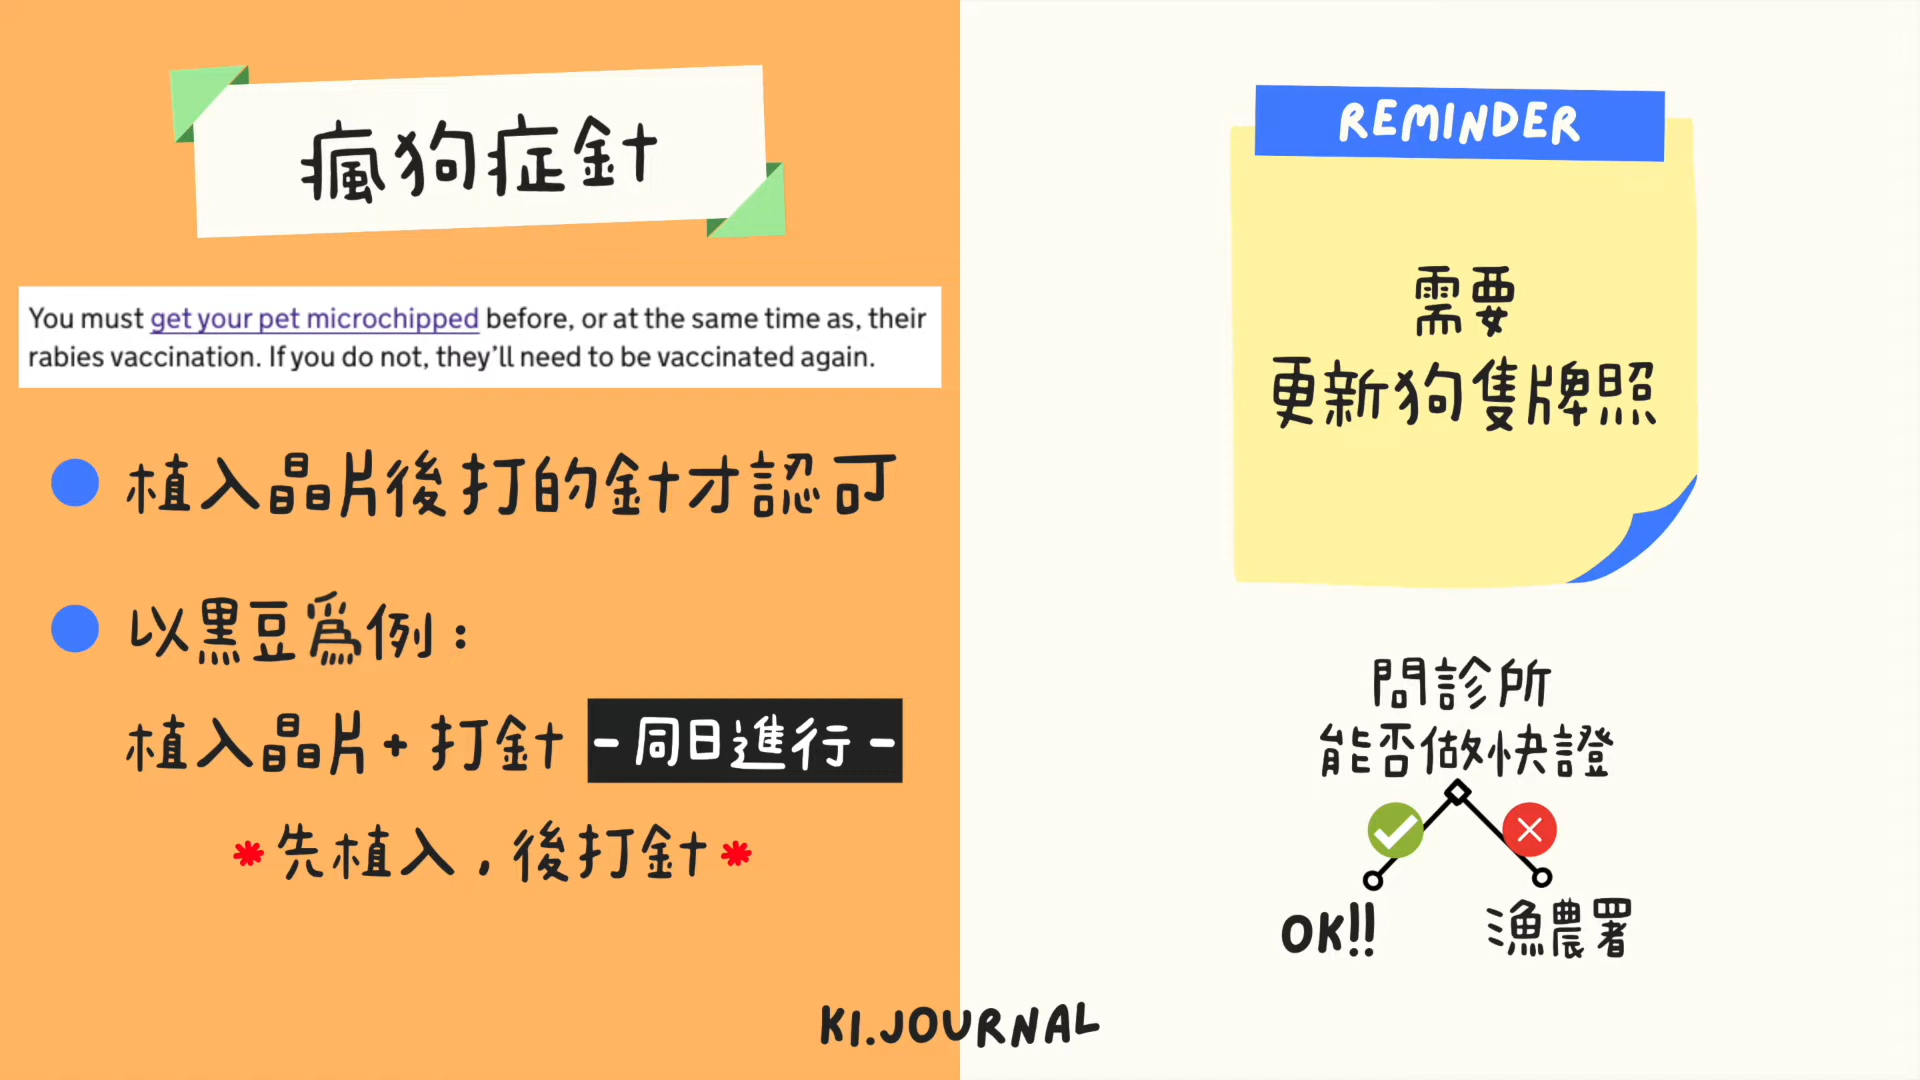 瘋狗症針
You must get your pet microchipped before, or at the same time as, their
rabies vaccination. If you do not, they’ll need to be vaccinated again.
植入晶片後打的針才認可
以黑豆為例：
植入晶片 + 打針 - 同日進行 -
*先植入，後打針*
REMINDER
需要
更新狗隻牌照
問診所
能否做快證
OK!!
漁農署
KI.JOURNAL